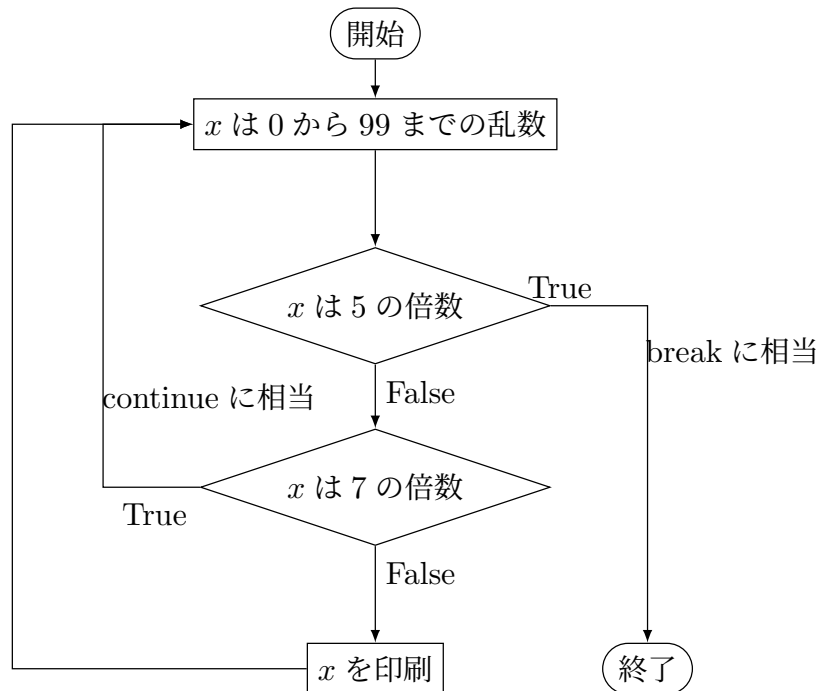 開始
x は 0 から 99 までの乱数
x は 5 の倍数
True
break に相当
continue に相当
False
x は 7 の倍数
True
False
x を印刷
終了